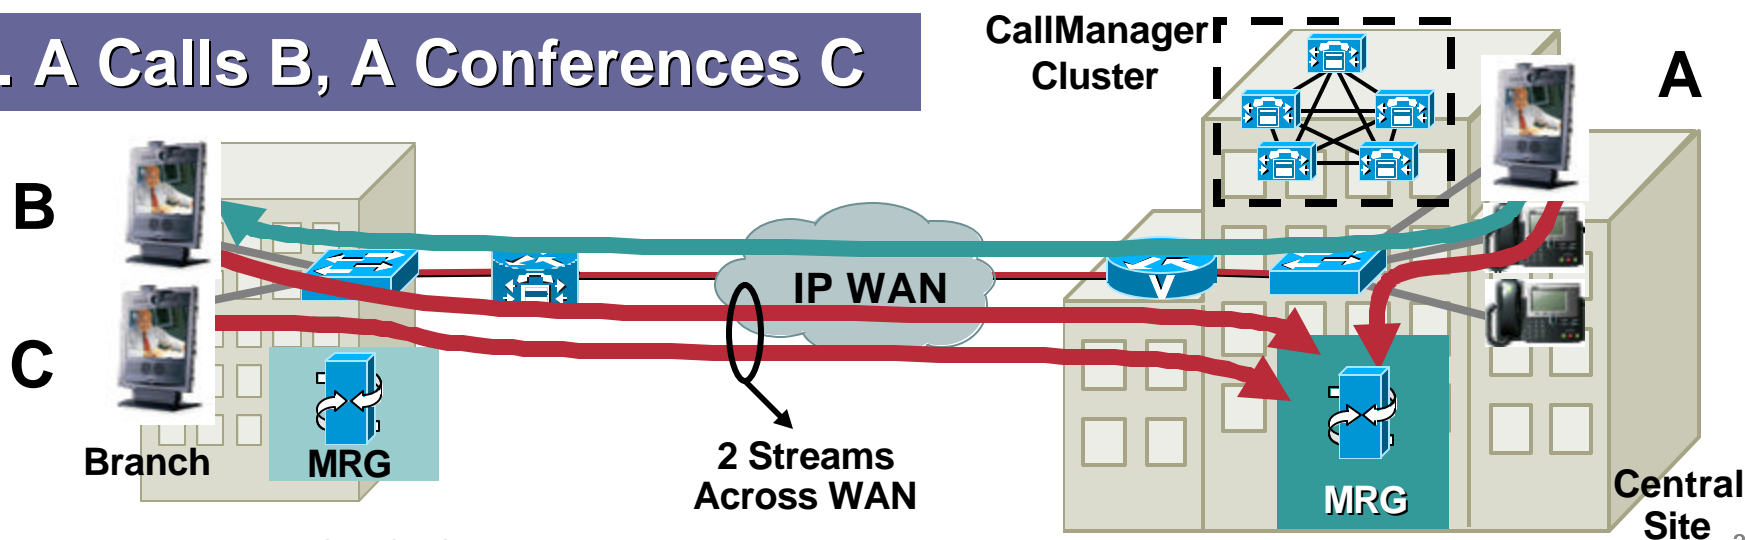 . A Calls B, A Conferences C
CallManager
Cluster
A
B
IP WAN
V
C
2 Streams
Across WAN
Branch
MRG
MRG
Central
Site